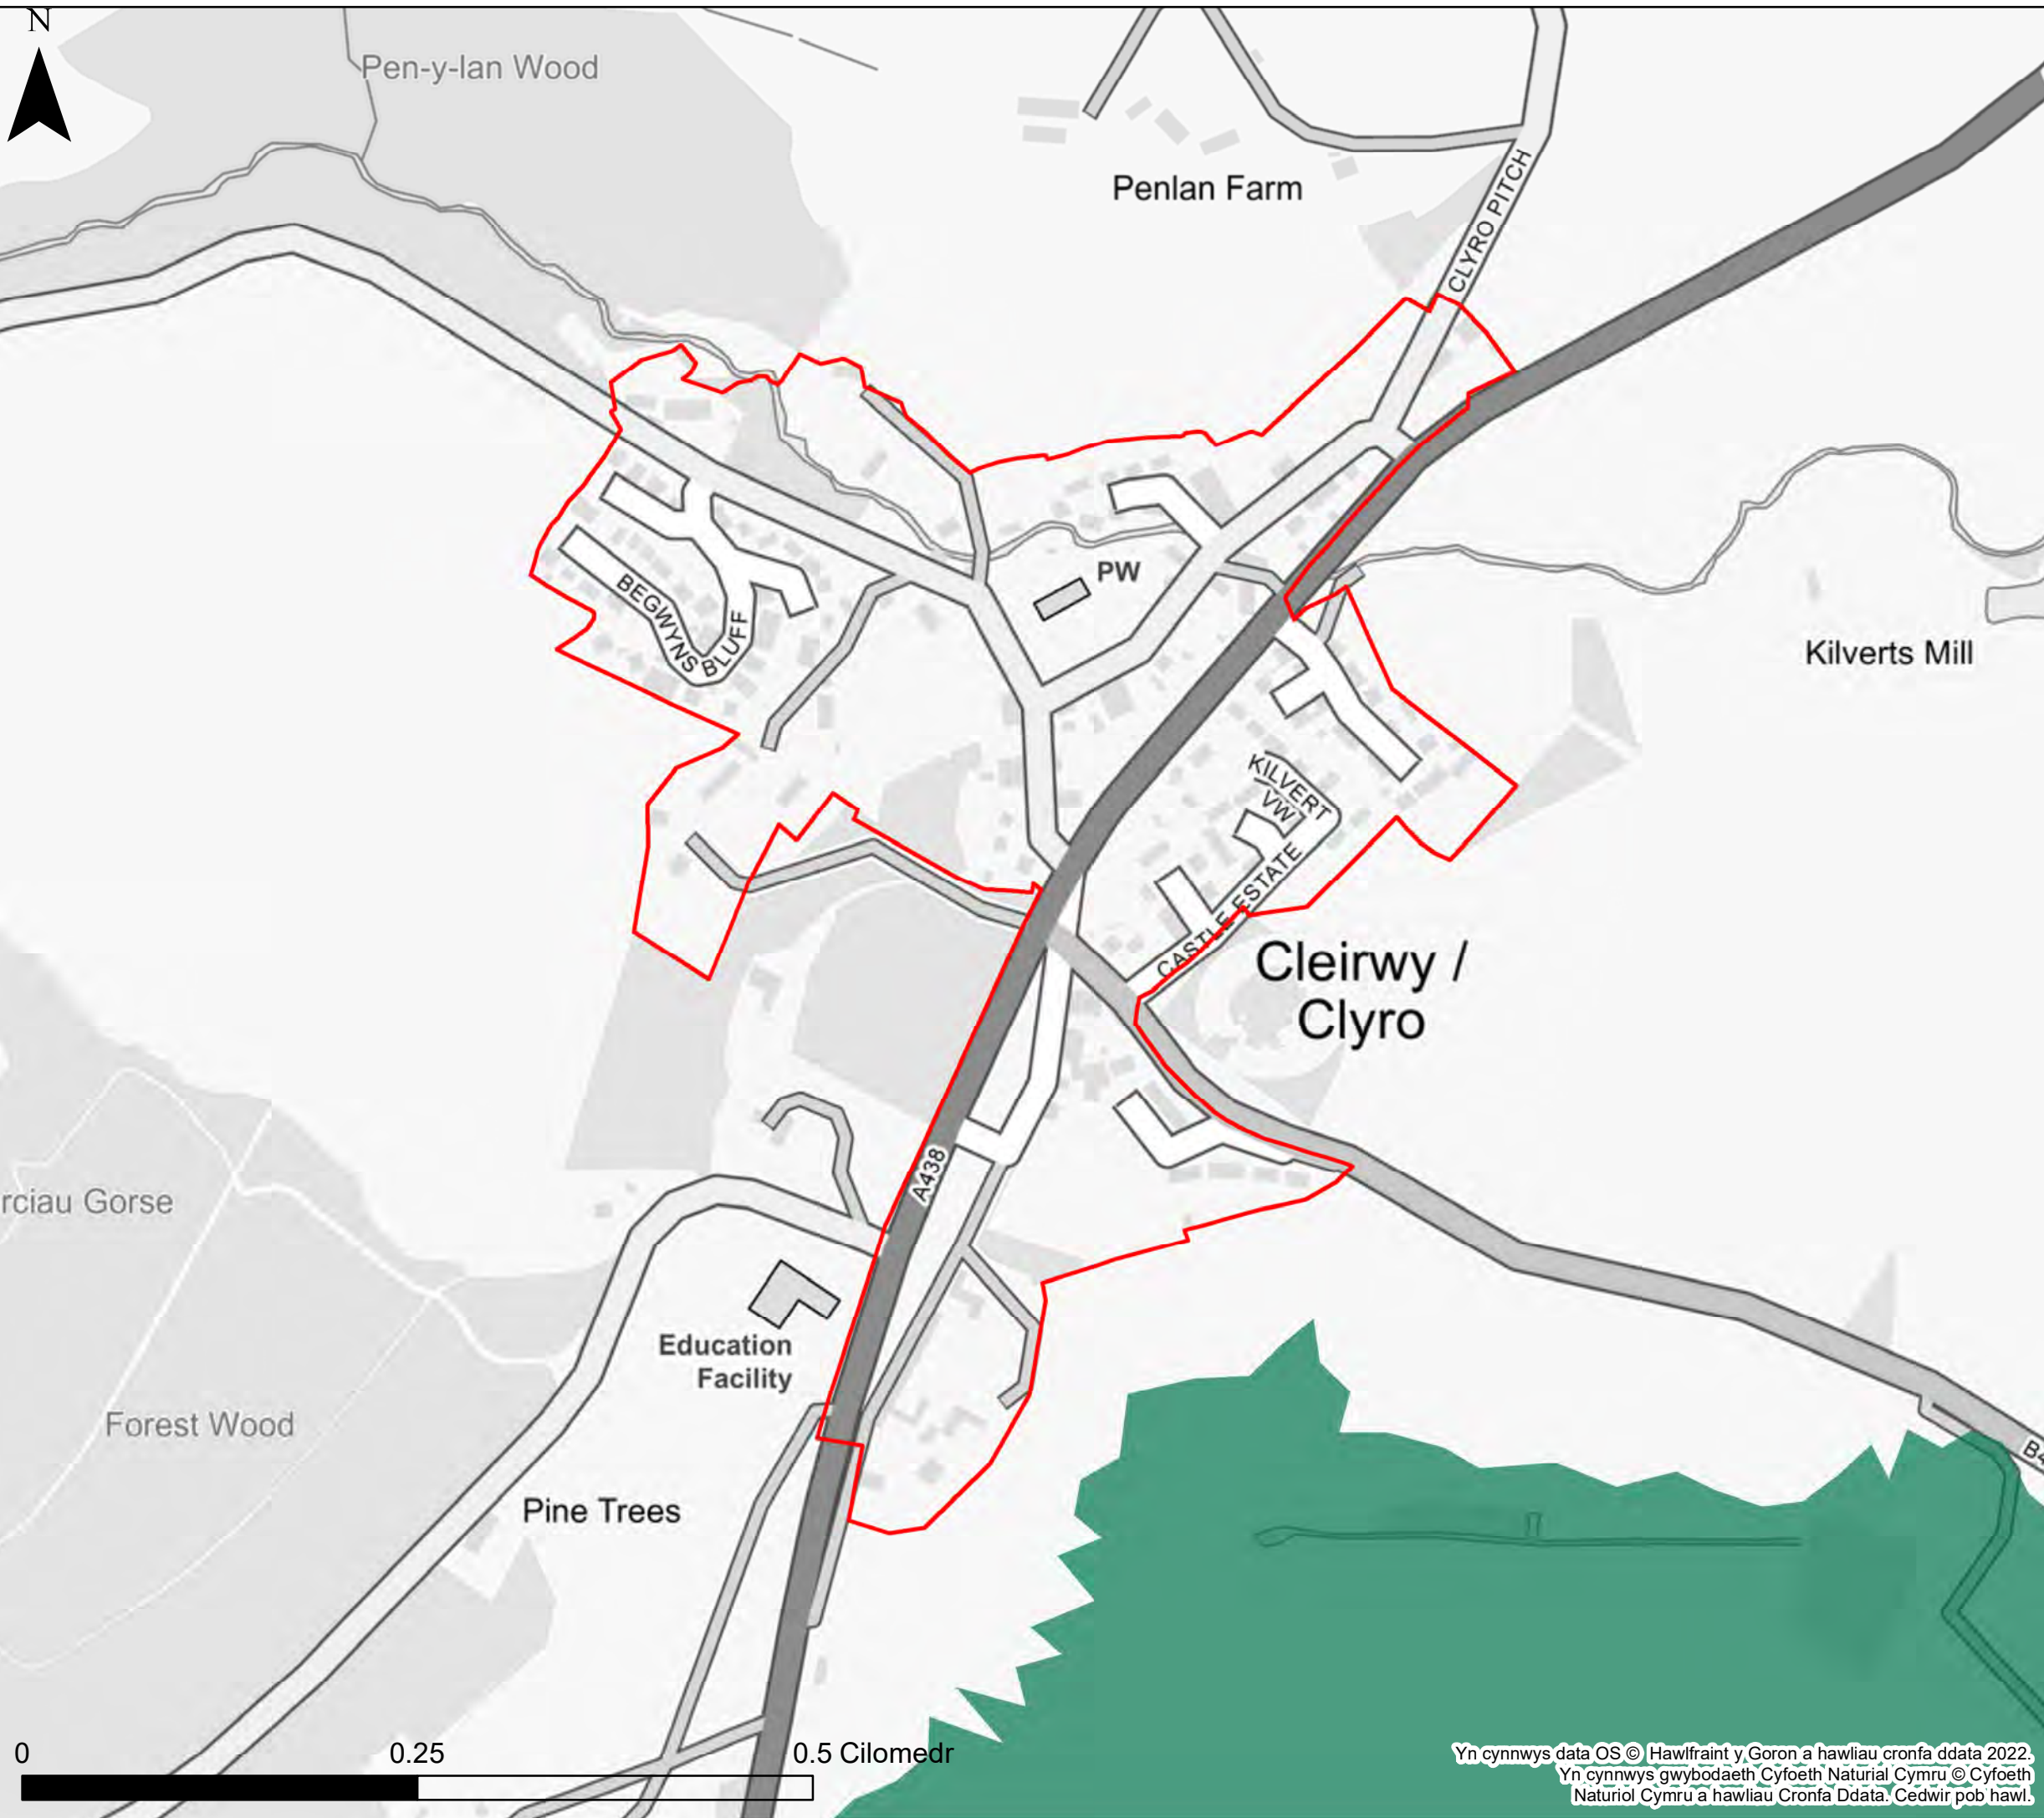 N
Pen-y-lan Wood
Penlan Farm
CLYRO PITCH
PW
BEGWYNS BLUFF
Kilverts Mill
KILVERT
VW
CASTLE ESTATE
Cleirwy /
Clyro
A438
rciau Gorse
Education
Facility
Forest Wood
Pine Trees
B4
0
0.25
0.5 Cilomedr
Yn cynnwys data OS © Hawlfraint y Goron a hawliau cronfa ddata 2022.
Yn cynnwys gwybodaeth Cyfoeth Naturial Cymru © Cyfoeth
Naturiol Cymru a hawliau Cronfa Ddata. Cedwir pob hawl.